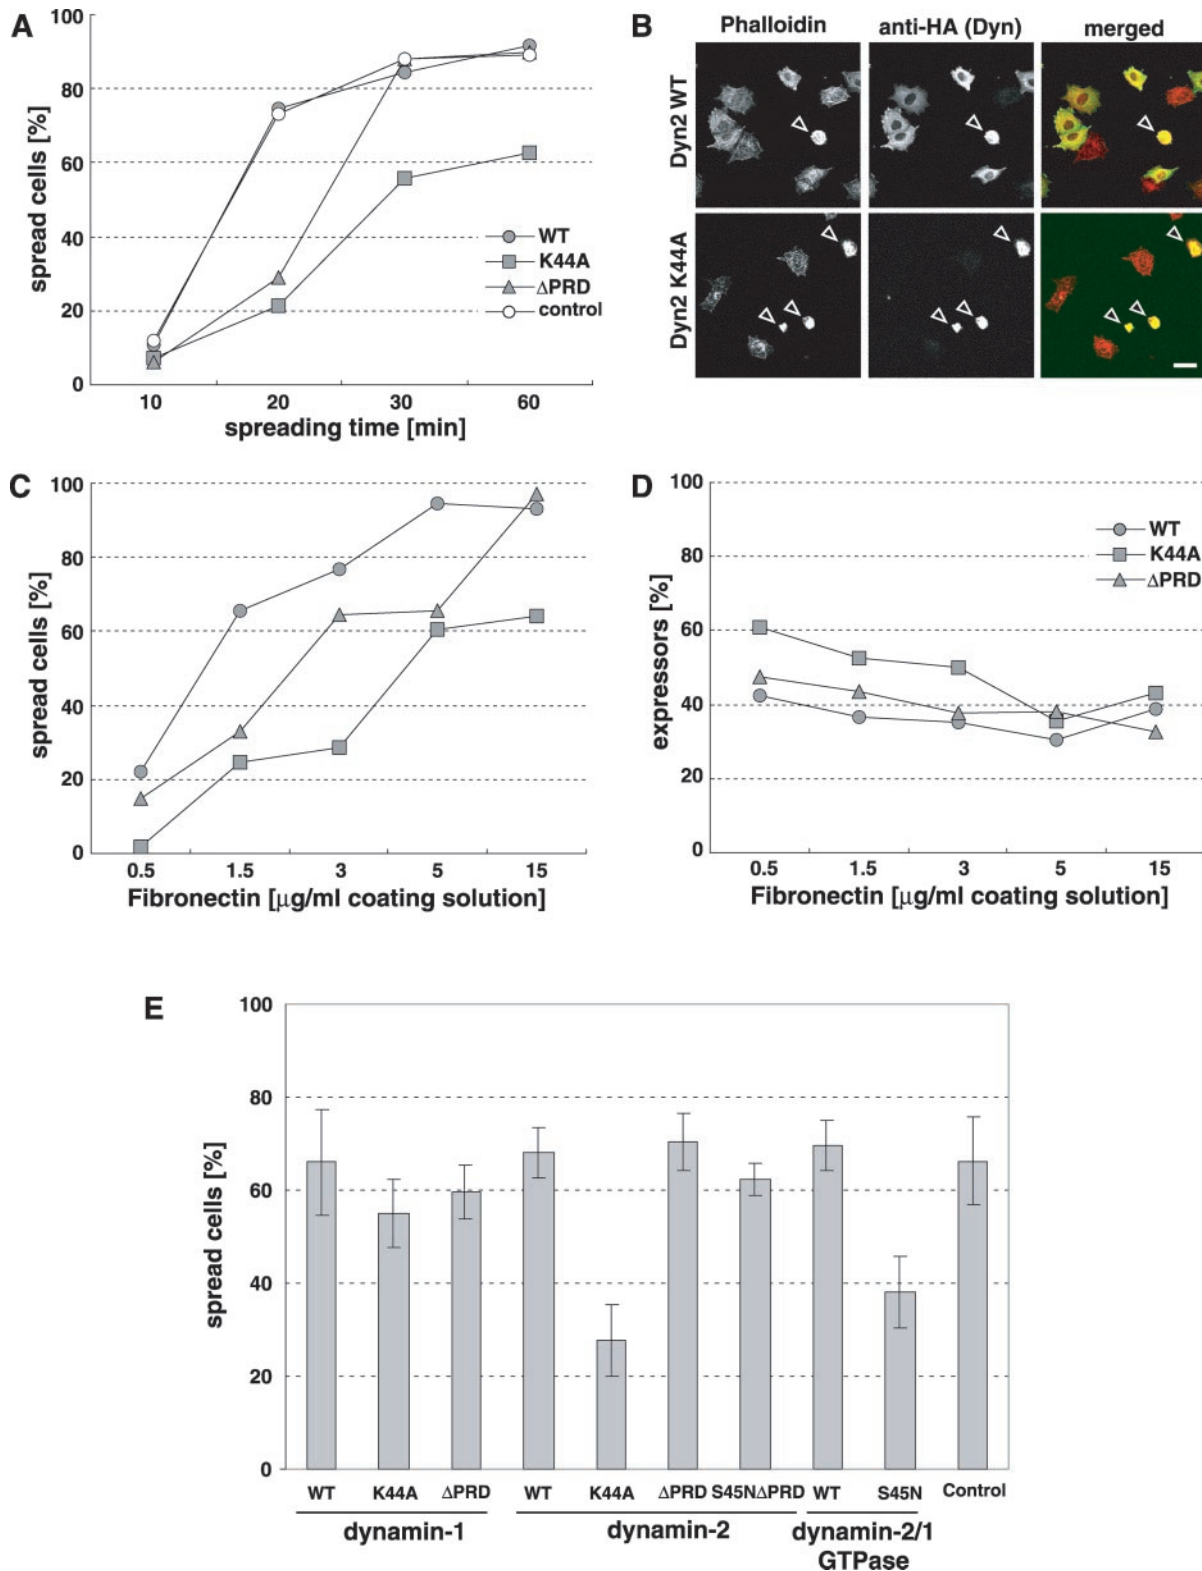 A
100
80
60
40
20
0
spread cells [%]
WT
K44A
ΔPRD
control
10 20 30 60
spreading time [min]
B
Phalloidin anti-HA (Dyn) merged
Dyn2 WT
Dyn2 K44A
C
100
80
60
40
20
0
spread cells [%]
0.5 1.5 3 5 15
Fibronectin [μg/ml coating solution]
D
100
80
60
40
20
0
expressors [%]
WT
K44A
ΔPRD
0.5 1.5 3 5 15
Fibronectin [μg/ml coating solution]
E
100
80
60
40
20
0
spread cells [%]
WT K44A ΔPRD WT K44A ΔPRD S45NΔPRD WT S45N Control
dynamin-1 dynamin-2 dynamin-2/1
GTPase